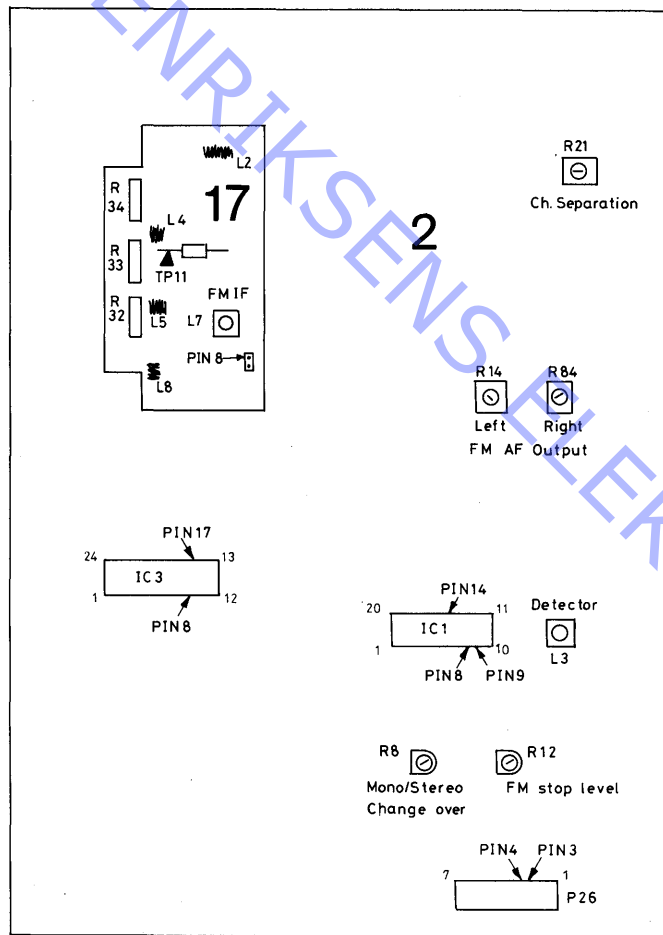 ENRIKSENS ELEK
R21
Ch. Separation
L2
R
34
17
L4
2
R
33
TP11
FM IF
R
32
L5
L7
PIN 8
L8
R14
R84
Left
Right
FM AF Output
PIN17
24
13
IC3
1
12
PIN8
PIN14
20
11
IC1
1
10
PIN8
PIN9
Detector
L3
R8
Mono/Stereo
Change over
R12
FM stop level
PIN4
PIN3
7
1
P26